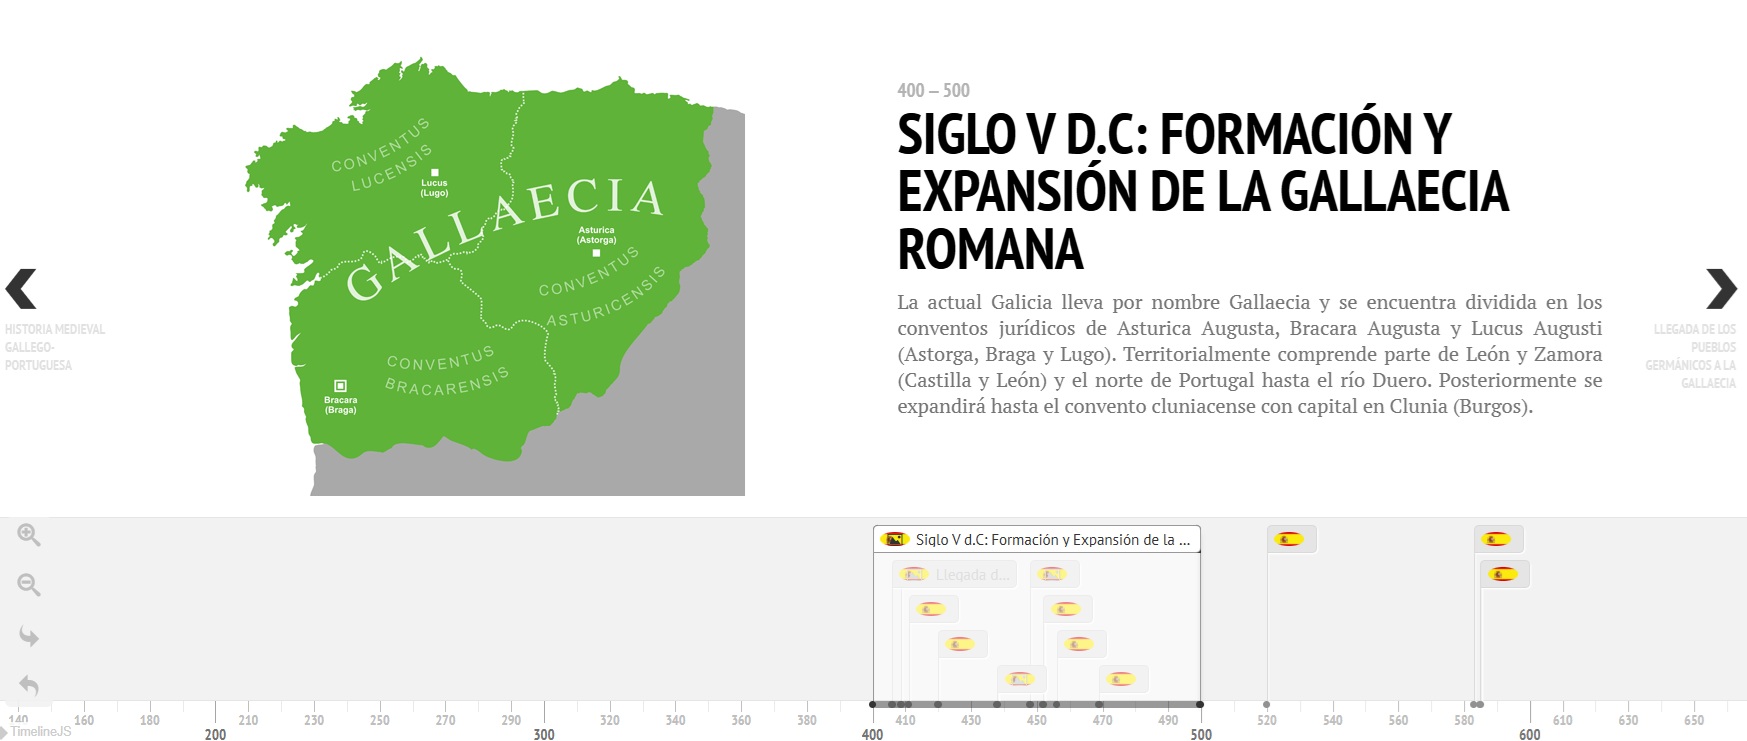 CONVENTUS
LUCENSIS
Lucus
(Lugo)
GALLAECIA
Asturica
(Astorga)
CONVENTUS
ASTURICENSIS
CONVENTUS
BRACARENSIS
Bracara
(Braga)
400 – 500
SIGLO V D.C: FORMACIÓN Y
EXPANSIÓN DE LA GALLAECIA
ROMANA
La actual Galicia lleva por nombre Gallaecia y se encuentra dividida en los
conventos jurídicos de Asturica Augusta, Bracara Augusta y Lucus Augusti
(Astorga, Braga y Lugo). Territorialmente comprende parte de León y Zamora
(Castilla y León) y el norte de Portugal hasta el río Duero. Posteriormente se
expandirá hasta el convento cluniacense con capital en Clunia (Burgos).
HISTORIA MEDIEVAL
GALLEGO-
PORTUGUESA
LLEGADA DE LOS
PUEBLOS
GERMÁNICOS A LA
GALLAECIA
Siglo V d.C: Formación y Expansión de la ...
Llegada d...
140 160 180 210 230 250 270 290 320 340 360 380 410 430 450 470 490 520 540 560 580 610 630 650
200 300 400 500 600
TimelineJS